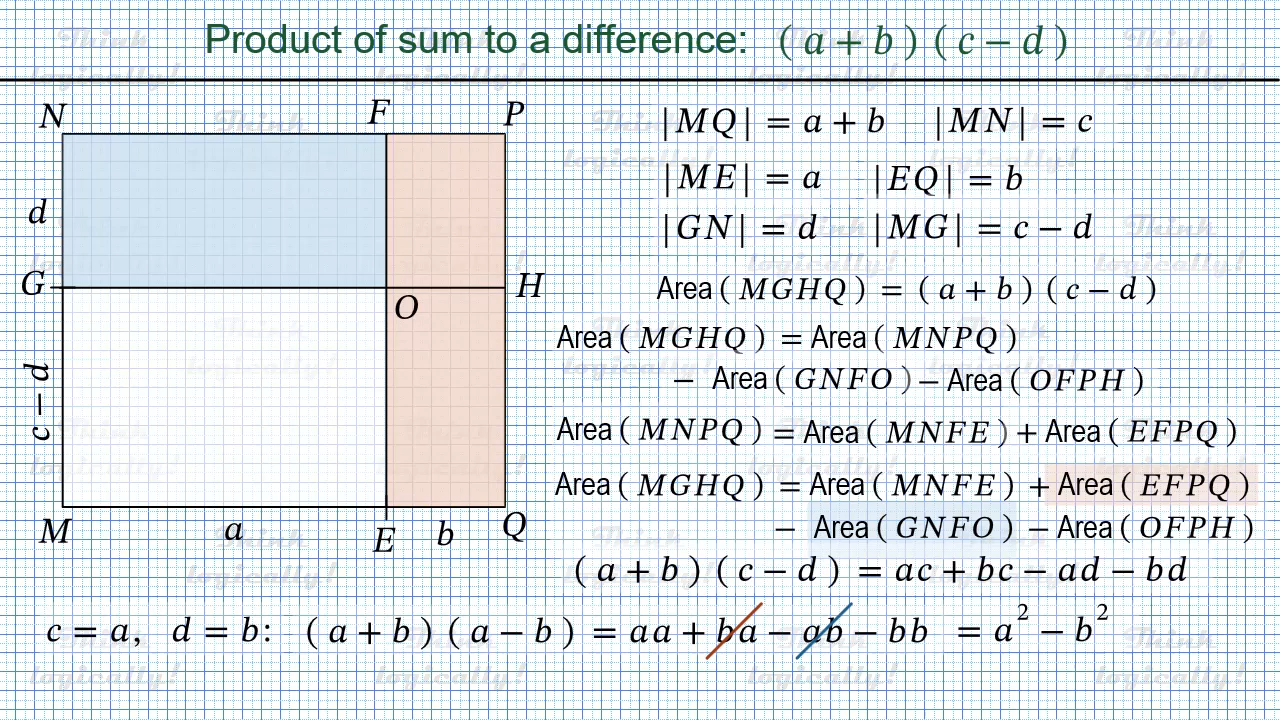 Product of sum to a difference: ( a + b ) ( c − d )
N F P
d
G H
O
c − d
M a E b Q
|MQ| = a + b |MN| = c
|ME| = a |EQ| = b
|GN| = d |MG| = c − d
Area ( MGHQ ) = ( a + b ) ( c − d )
Area ( MGHQ ) = Area ( MNPQ )
− Area ( GNFO ) − Area ( OFPH )
Area ( MNPQ ) = Area ( MNFE ) + Area ( EFPQ )
Area ( MGHQ ) = Area ( MNFE ) + Area ( EFPQ )
− Area ( GNFO ) − Area ( OFPH )
( a + b ) ( c − d ) = ac + bc − ad − bd
c = a, d = b: ( a + b ) ( a − b ) = aa + ba − ab − bb = a² − b²
Think logically!